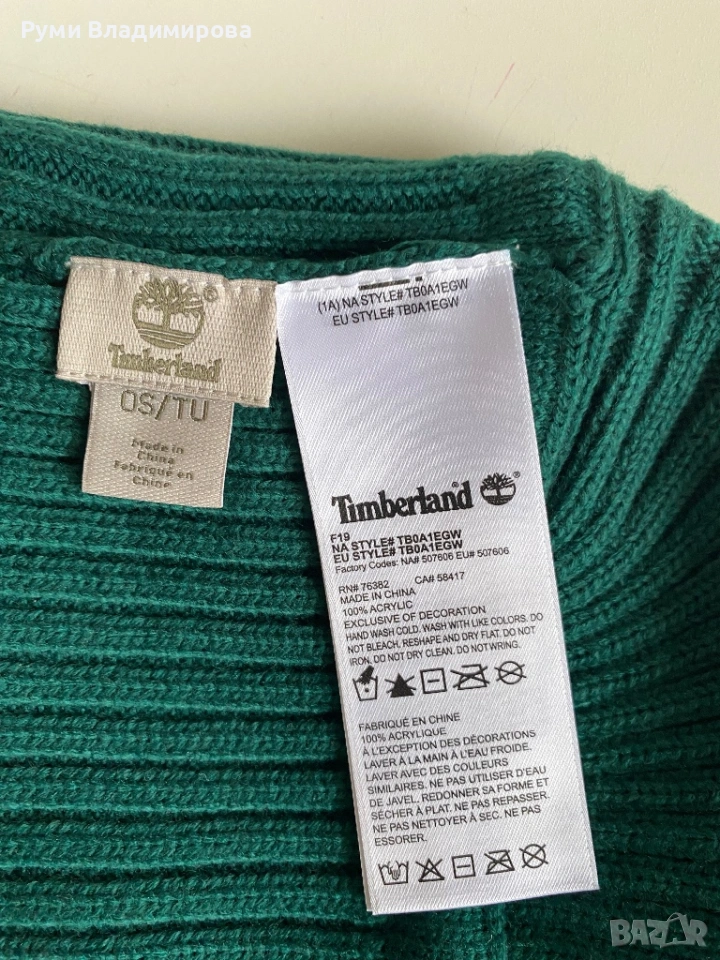 Руми Владимирова
(1A) NA STYLE# TB0A1EGW
EU STYLE# TB0A1EGW
Timberland
OS/TU
Made in
China
Fabriqué en
Chine
Timberland
F19
NA STYLE# TB0A1EGW
EU STYLE# TB0A1EGW
Factory Codes: NA# 507606 EU# 507606
RN# 76382 CA# 58417
MADE IN CHINA
100% ACRYLIC
EXCLUSIVE OF DECORATION
HAND WASH COLD. WASH WITH LIKE COLORS. DO
NOT BLEACH. RESHAPE AND DRY FLAT. DO NOT
IRON. DO NOT DRY CLEAN. DO NOT WRING.
FABRIQUÉ EN CHINE
100% ACRYLIQUE
À L'EXCEPTION DES DÉCORATIONS
LAVER À LA MAIN À L'EAU FROIDE.
LAVER AVEC DES COULEURS
SIMILAIRES. NE PAS UTILISER D'EAU
DE JAVEL. REDONNER SA FORME ET
SÉCHER À PLAT. NE PAS REPASSER.
NE PAS NETTOYER À SEC. NE PAS
ESSORER.
BAZAR